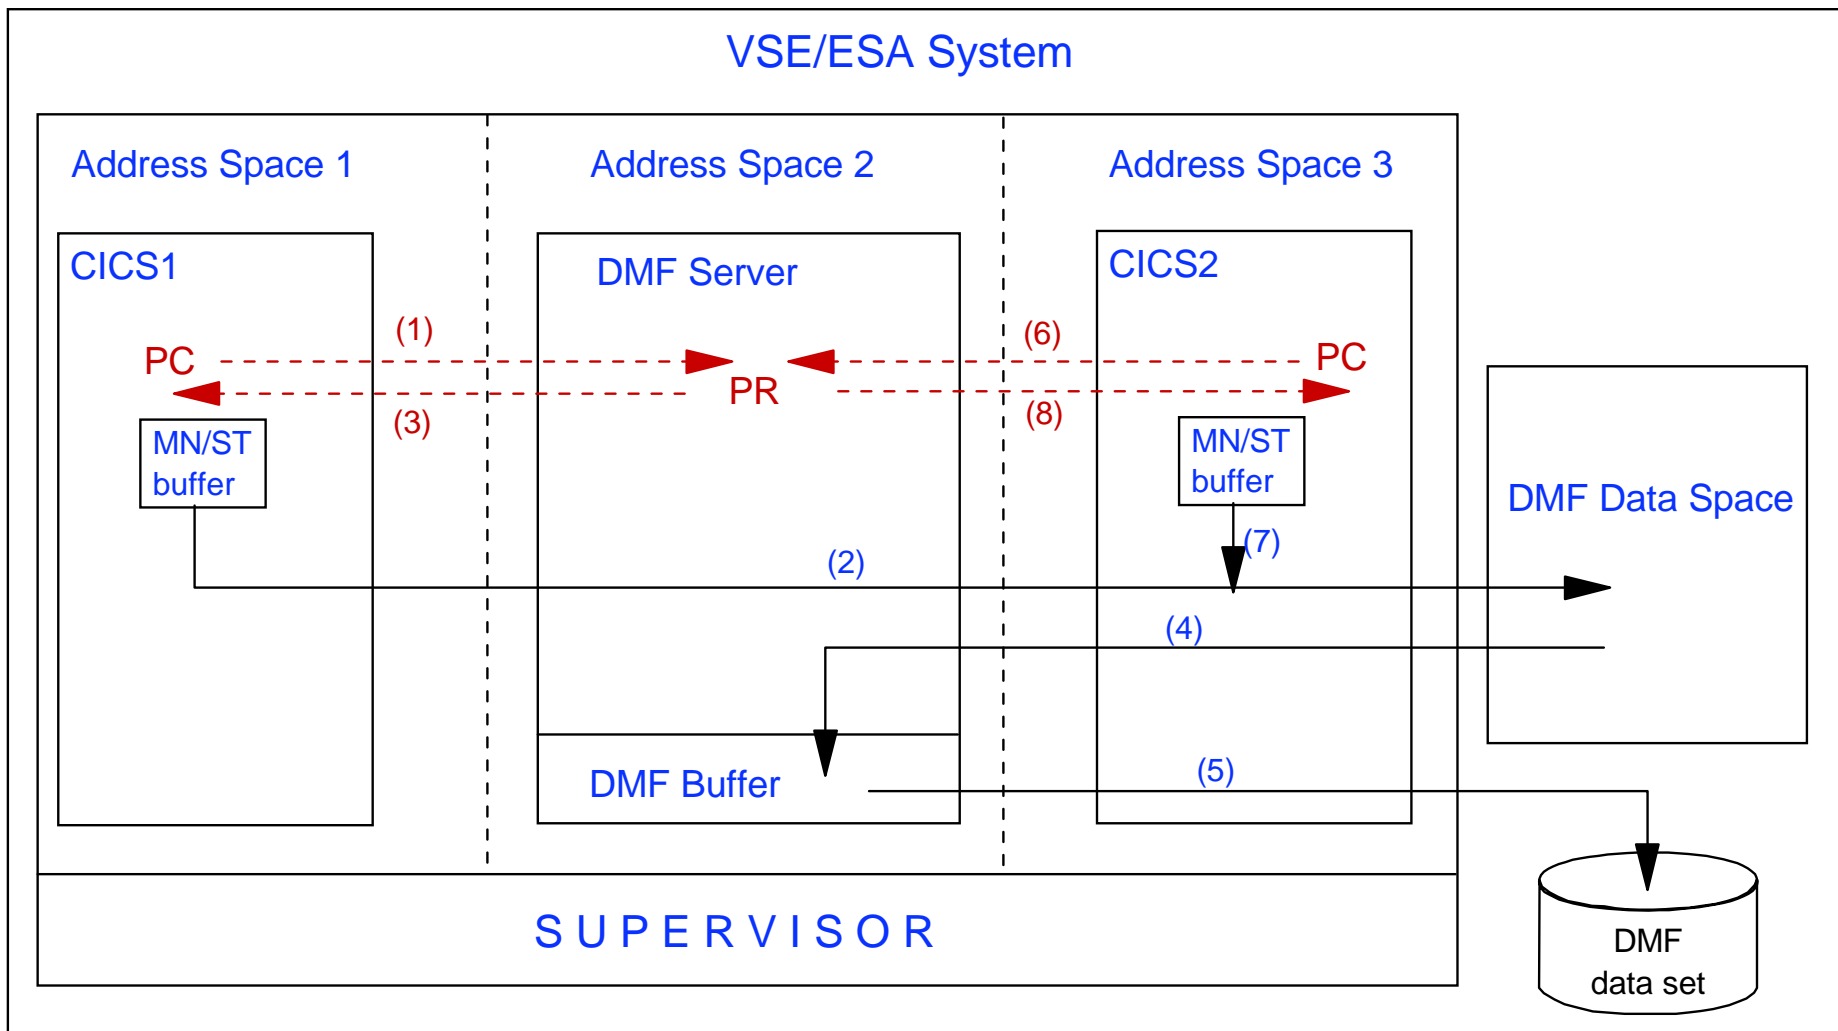 VSE/ESA System
Address Space 1
Address Space 2
Address Space 3
CICS1
DMF Server
CICS2
(1)
(6)
PC
PC
PR
(3)
(8)
MN/ST
buffer
MN/ST
buffer
DMF Data Space
(2)
(7)
(4)
(5)
DMF Buffer
SUPERVISOR
DMF
data set